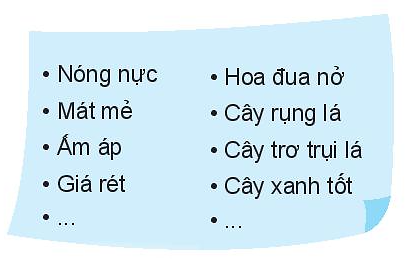 • Nóng nực
• Mát mẻ
• Ấm áp
• Giá rét
• ...
• Hoa đua nở
• Cây rụng lá
• Cây trơ trụi lá
• Cây xanh tốt
• ...